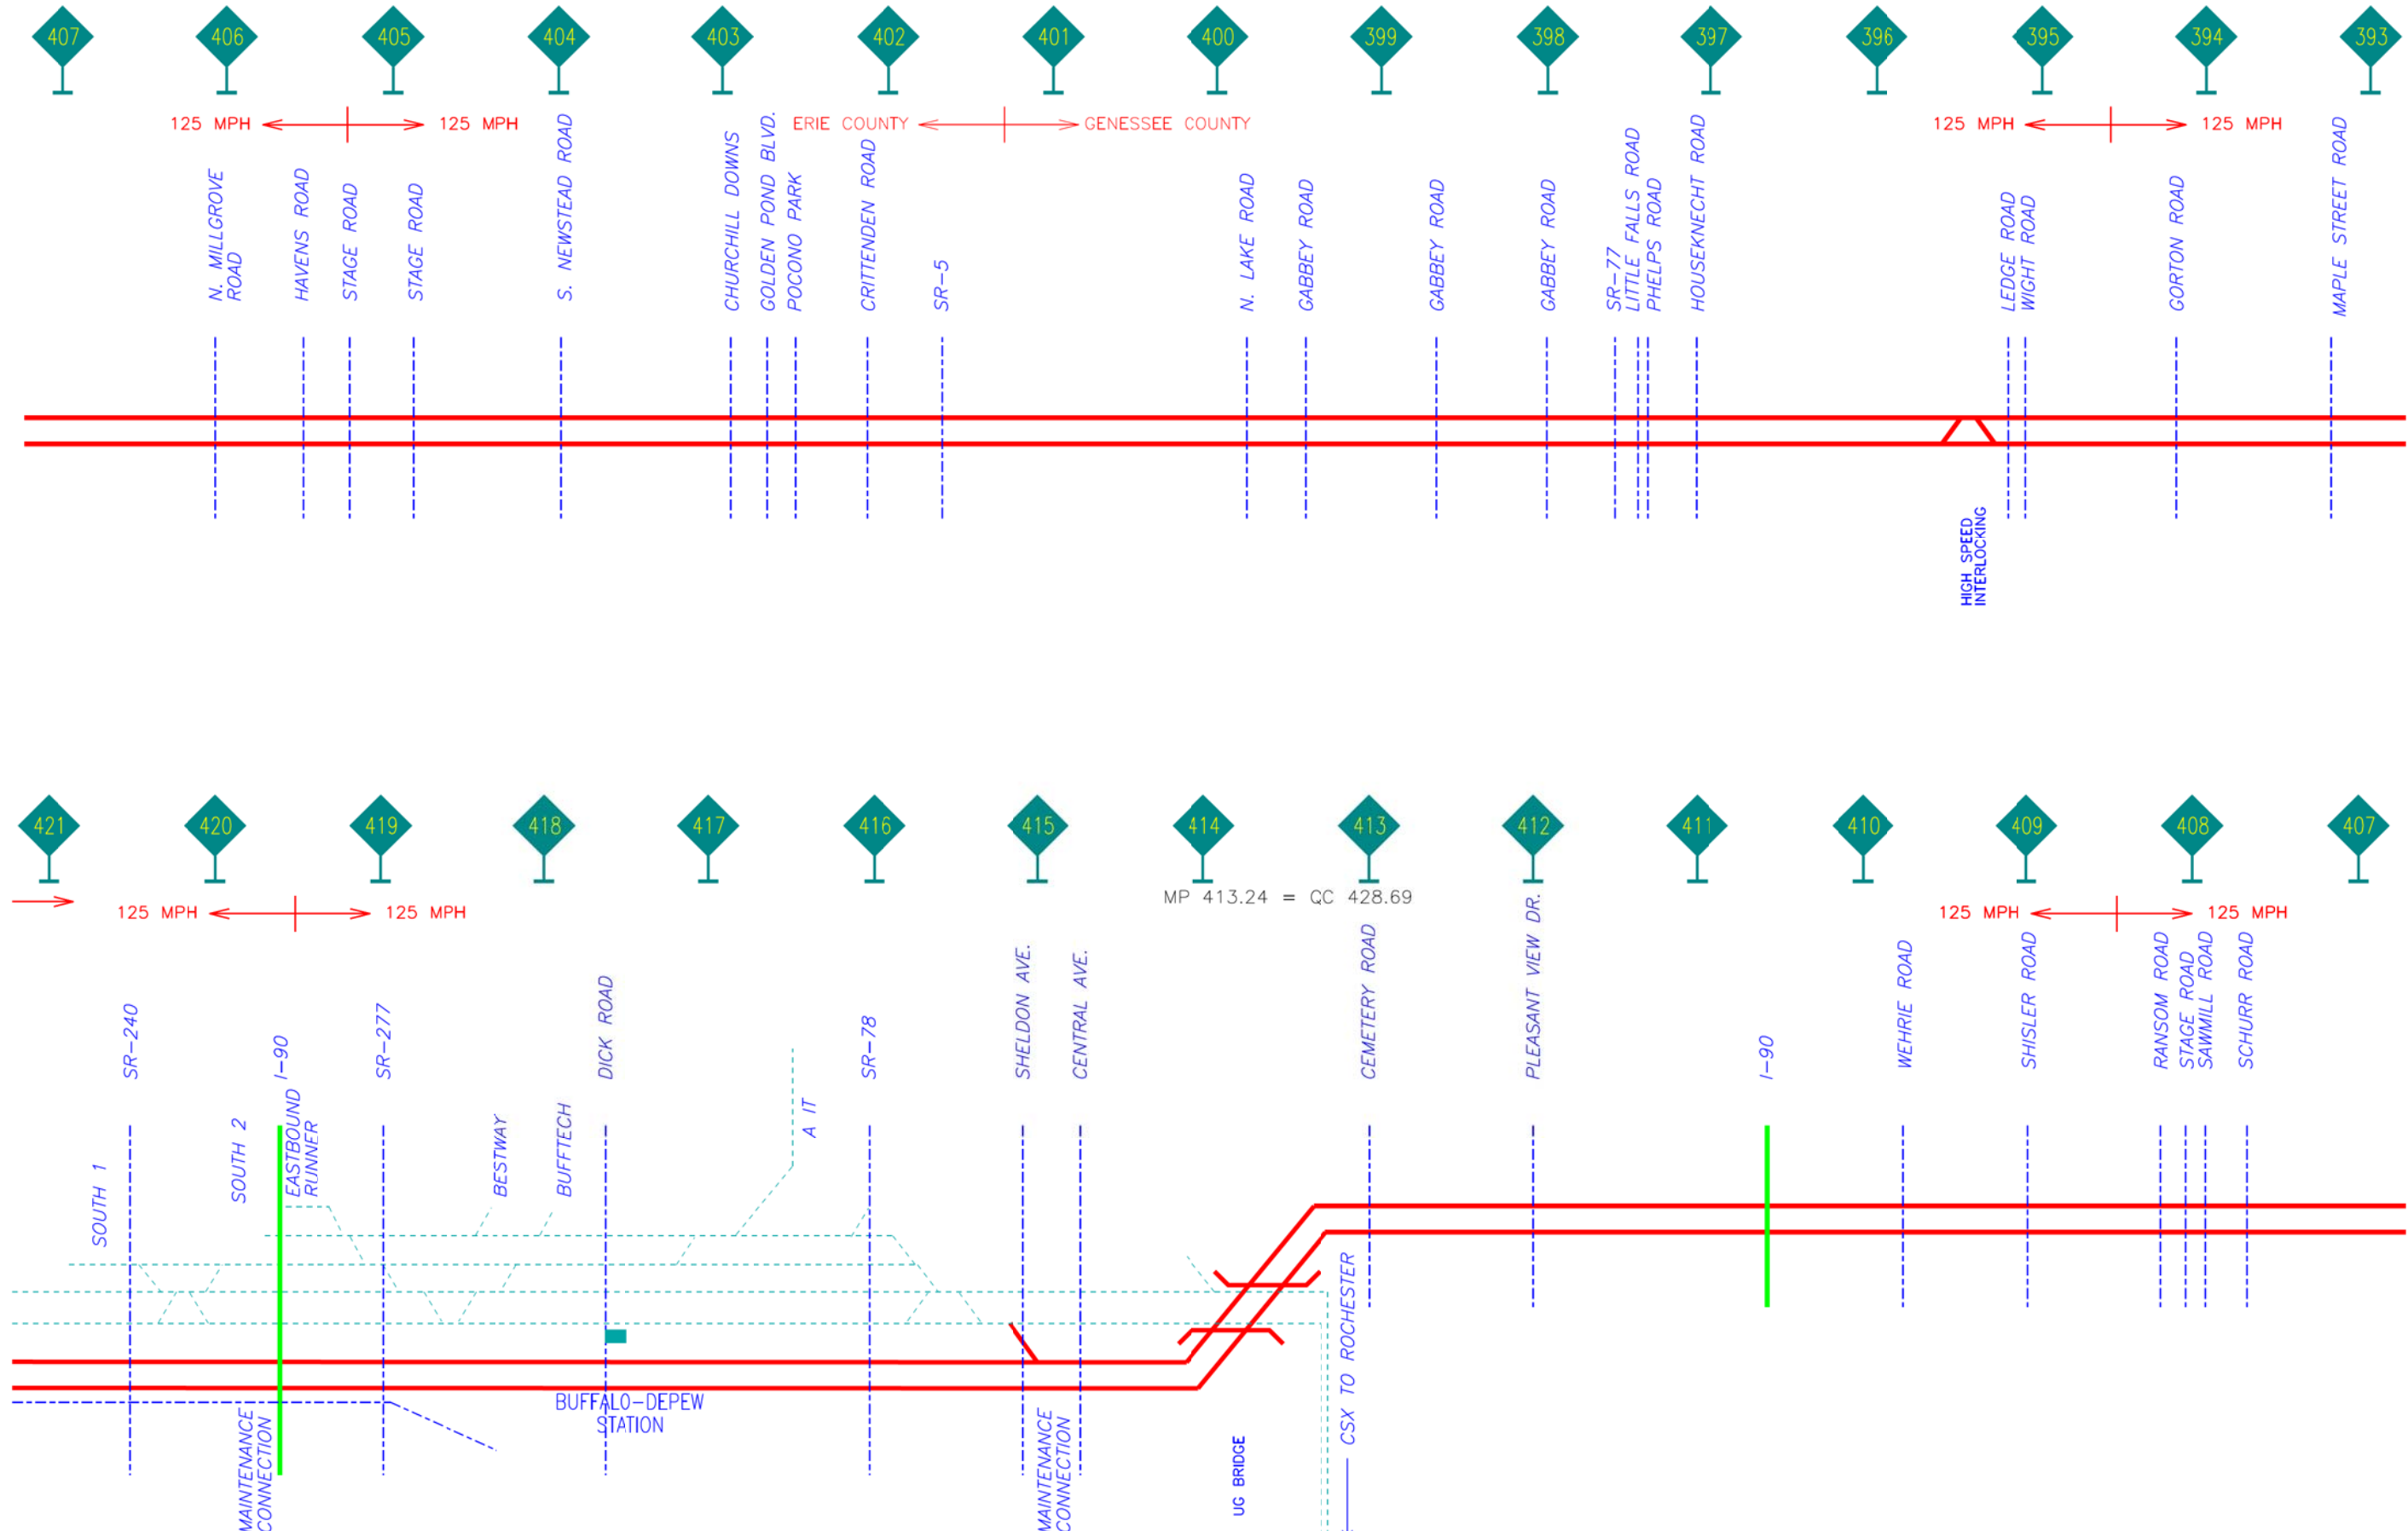 407
406
405
404
403
402
401
400
399
398
397
396
395
394
393
125 MPH
125 MPH
ERIE COUNTY
GENESSEE COUNTY
125 MPH
125 MPH
N. MILLGROVE
ROAD
HAVENS ROAD
STAGE ROAD
STAGE ROAD
S. NEWSTEAD ROAD
CHURCHILL DOWNS
GOLDEN POND BLVD.
POCONO PARK
CRITTENDEN ROAD
SR-5
N. LAKE ROAD
GABBEY ROAD
GABBEY ROAD
GABBEY ROAD
SR-77
LITTLE FALLS ROAD
PHELPS ROAD
HOUSEKNECHT ROAD
LEDGE ROAD
WIGHT ROAD
GORTON ROAD
MAPLE STREET ROAD
HIGH SPEED
INTERLOCKING
421
420
419
418
417
416
415
414
413
412
411
410
409
408
407
125 MPH
125 MPH
MP 413.24 = QC 428.69
125 MPH
125 MPH
SOUTH 1
SR-240
SOUTH 2
I-90
EASTBOUND
RUNNER
SR-277
BESTWAY
BUFFTECH
DICK ROAD
A IT
SR-78
SHELDON AVE.
CENTRAL AVE.
CEMETERY ROAD
PLEASANT VIEW DR.
I-90
WEHRIE ROAD
SHISLER ROAD
RANSOM ROAD
STAGE ROAD
SAWMILL ROAD
SCHURR ROAD
MAINTENANCE
CONNECTION
BUFFALO-DEPEW
STATION
MAINTENANCE
CONNECTION
UG BRIDGE
CSX TO ROCHESTER